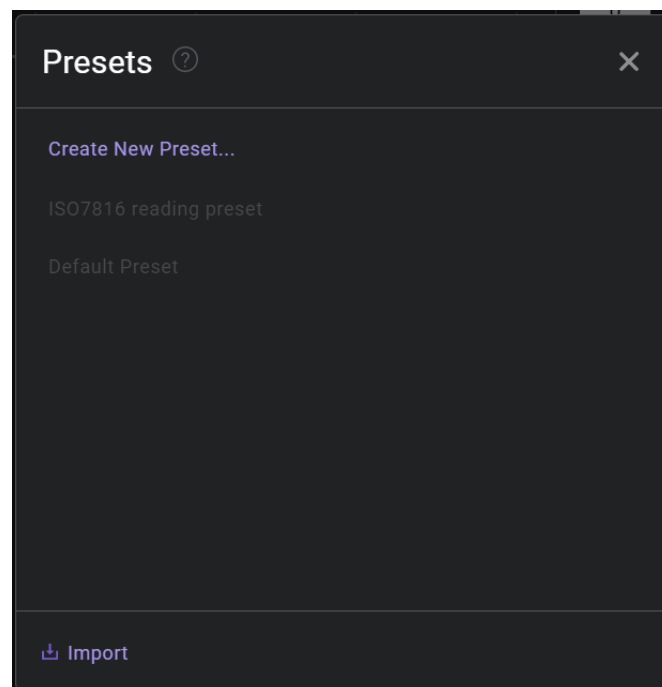 Presets
Create New Preset...
ISO7816 reading preset
Default Preset
Import